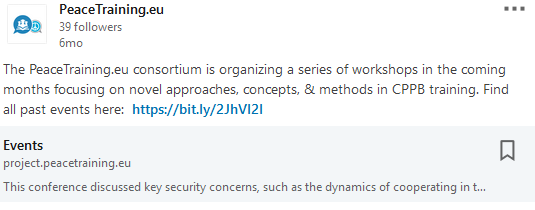 PeaceTraining.eu
39 followers
6mo
The PeaceTraining.eu consortium is organizing a series of workshops in the coming
months focusing on novel approaches, concepts, & methods in CPPB training. Find
all past events here: https://bit.ly/2JhVI2I
Events
project.peacetraining.eu
This conference discussed key security concerns, such as the dynamics of cooperating in t...